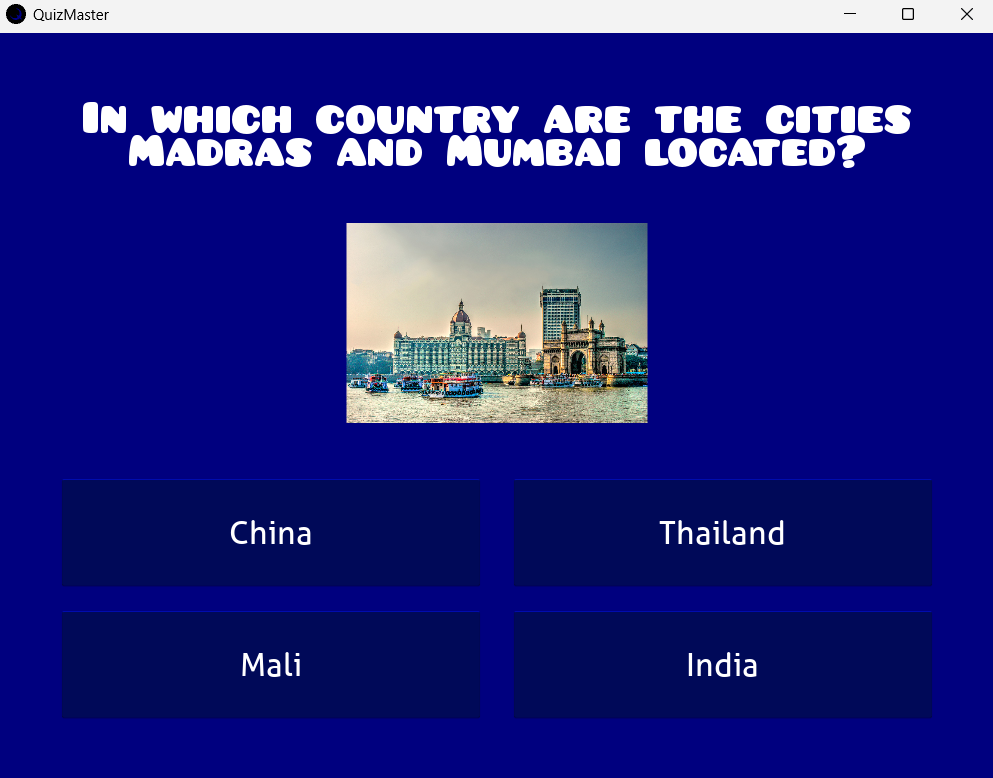 QuizMaster
In which country are the cities
Madras and Mumbai located?
China
Thailand
Mali
India